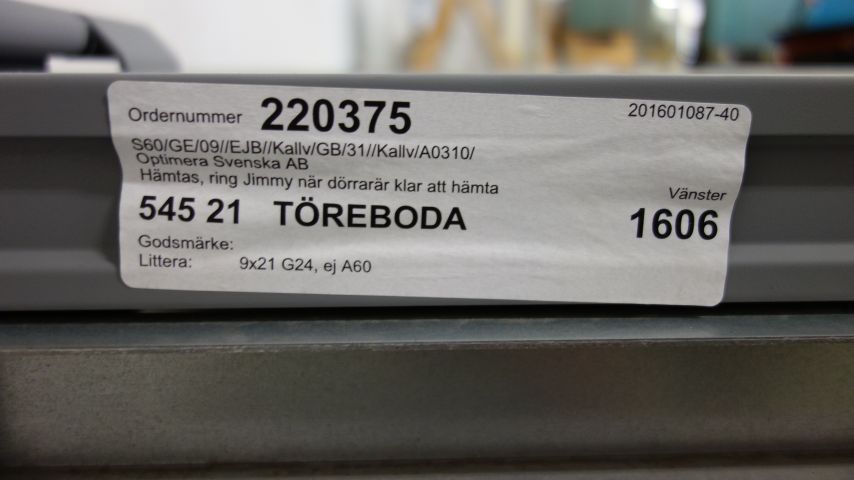 Ordernummer 220375 201601087-40
S60/GE/09//EJB//Kallv/GB/31//Kallv/A0310/
Optimera Svenska AB
Hämtas, ring Jimmy när dörrarär klar att hämta
Vänster
545 21 TÖREBODA 1606
Godsmärke:
Littera: 9x21 G24, ej A60